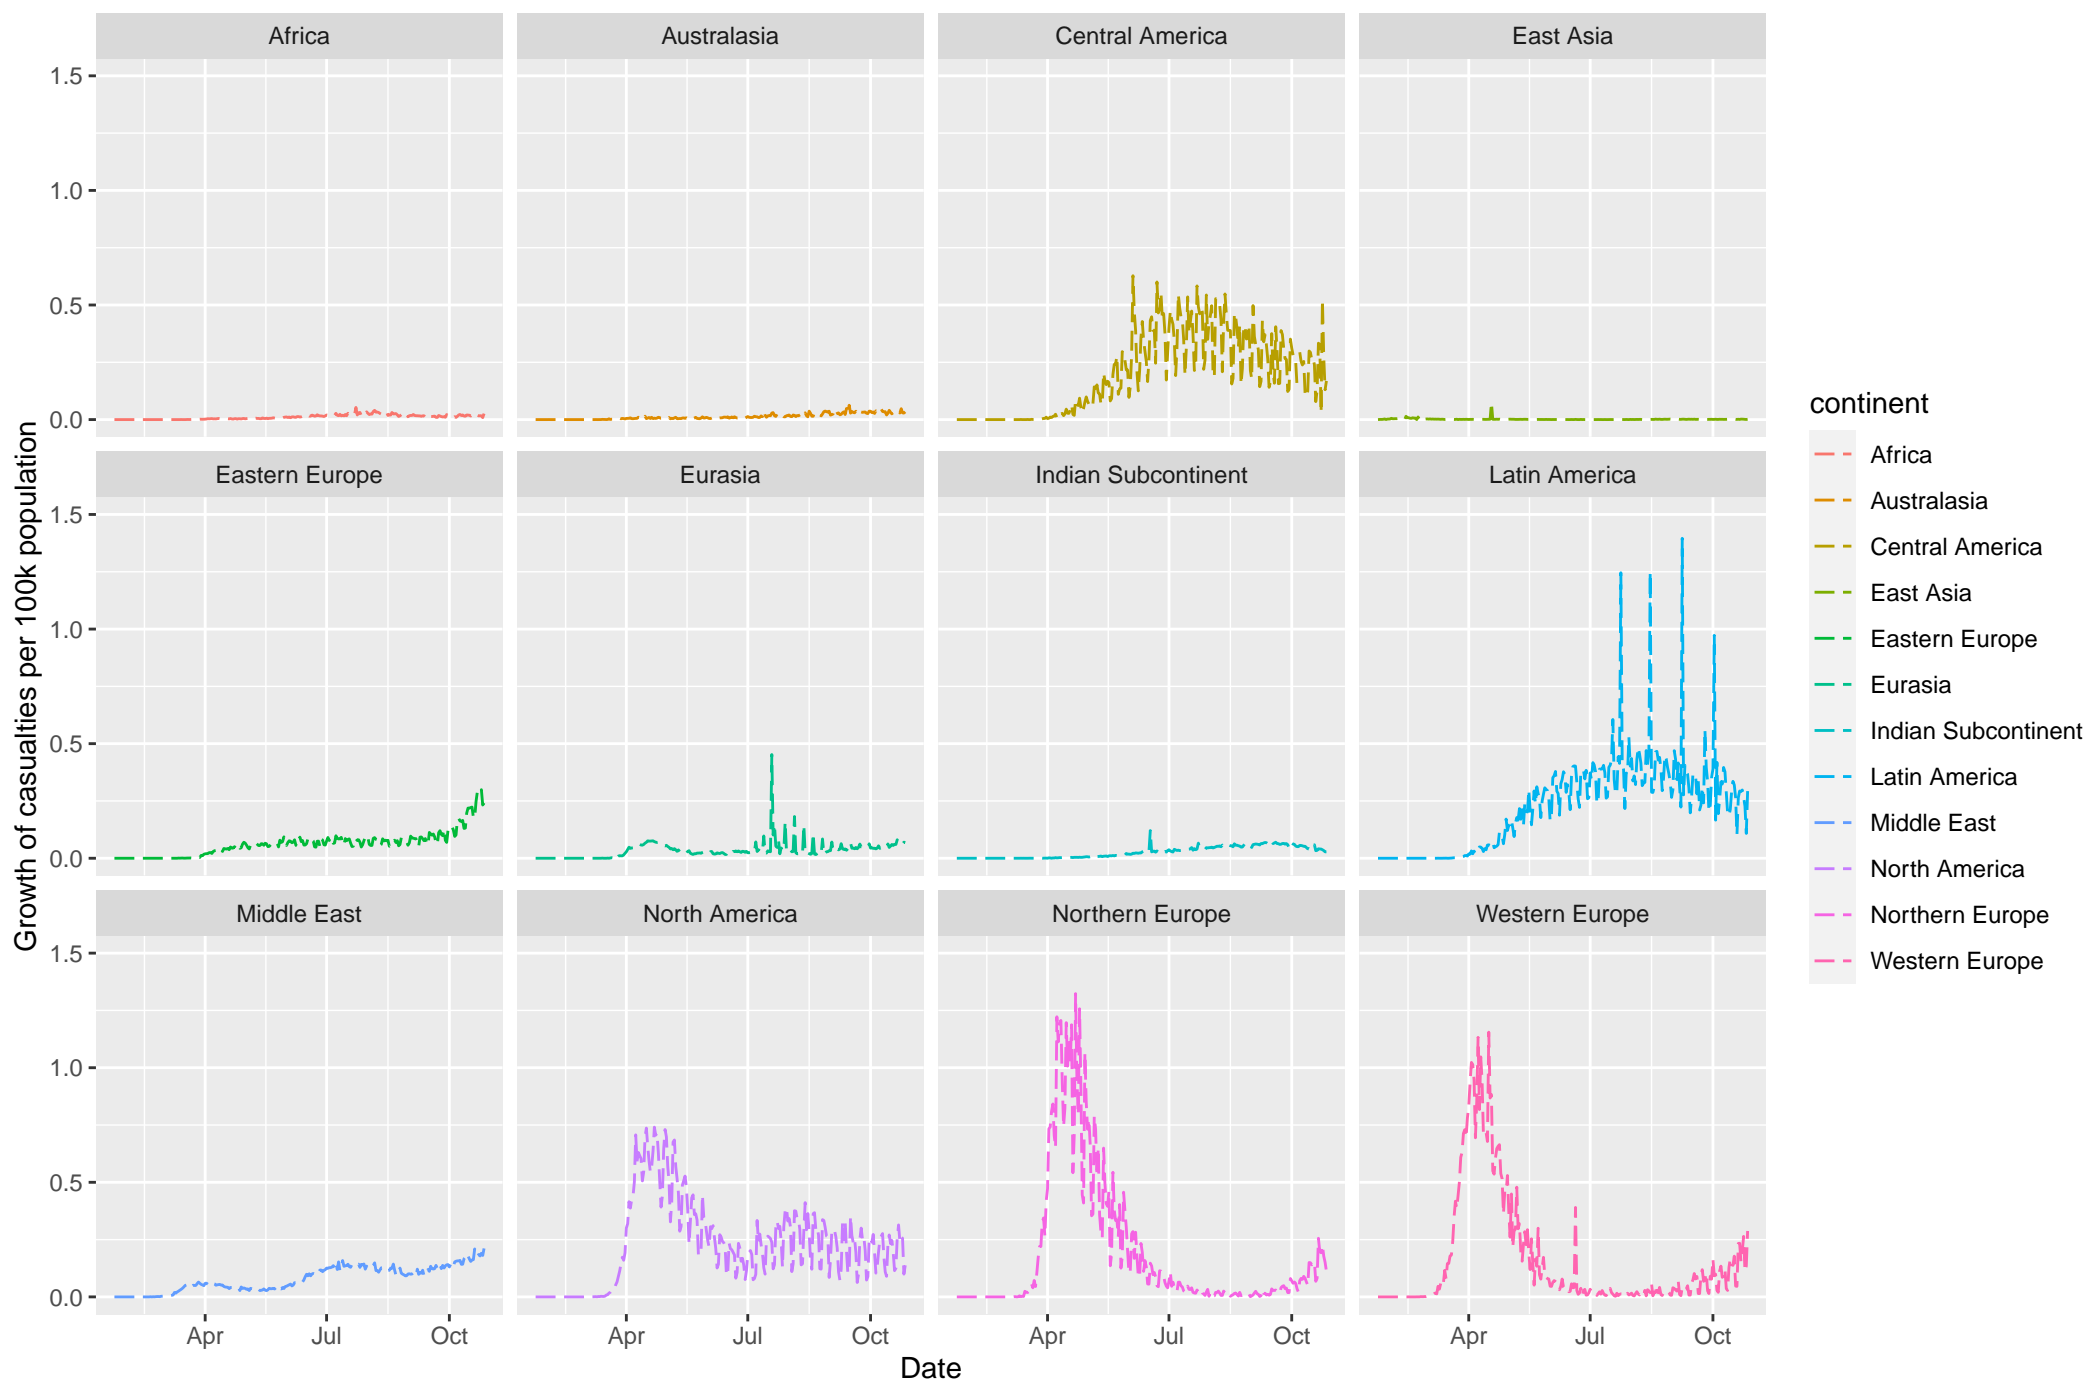 Africa Australasia Central America East Asia
1.5
1.0
0.5
0.0
Eastern Europe Eurasia Indian Subcontinent Latin America
1.5
1.0
0.5
0.0
Middle East North America Northern Europe Western Europe
1.5
1.0
0.5
0.0
Apr Jul Oct Apr Jul Oct Apr Jul Oct Apr Jul Oct
Date
Growth of casualties per 100k population
continent
Africa
Australasia
Central America
East Asia
Eastern Europe
Eurasia
Indian Subcontinent
Latin America
Middle East
North America
Northern Europe
Western Europe